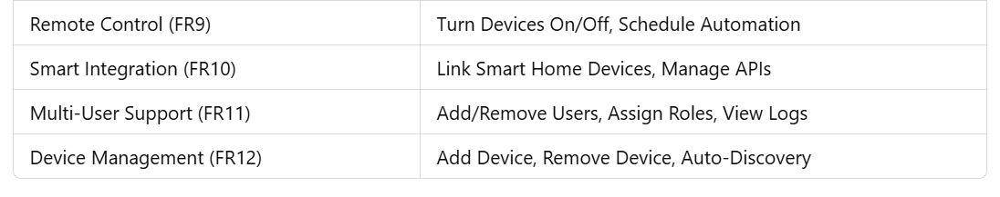 Remote Control (FR9) Turn Devices On/Off, Schedule Automation
Smart Integration (FR10) Link Smart Home Devices, Manage APIs
Multi-User Support (FR11) Add/Remove Users, Assign Roles, View Logs
Device Management (FR12) Add Device, Remove Device, Auto-Discovery